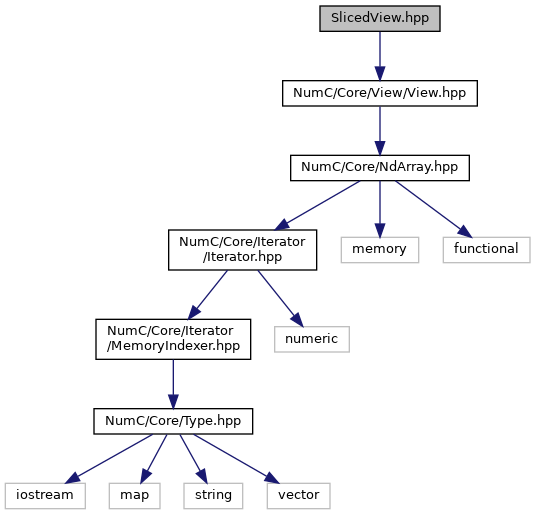 SlicedView.hpp
NumC/Core/View/View.hpp
NumC/Core/NdArray.hpp
NumC/Core/Iterator
/Iterator.hpp
memory
functional
NumC/Core/Iterator
/MemoryIndexer.hpp
numeric
NumC/Core/Type.hpp
iostream
map
string
vector